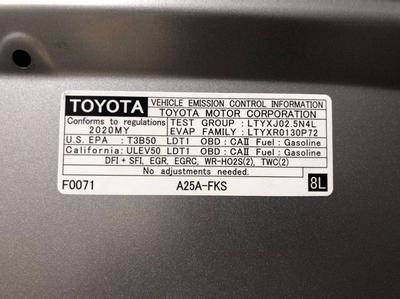 TOYOTA VEHICLE EMISSION CONTROL INFORMATION
TOYOTA MOTOR CORPORATION
Conforms to regulations TEST GROUP : LTYXJ02.5N4L
2020MY EVAP FAMILY : LTYXR0130P72
U.S. EPA : T3B50 LDT1 OBD : CAII Fuel : Gasoline
California: ULEV50 LDT1 OBD : CAII Fuel : Gasoline
DFI + SFI, EGR, EGRC, WR-HO2S(2), TWC(2)
No adjustments needed.
F0071 A25A-FKS 8L